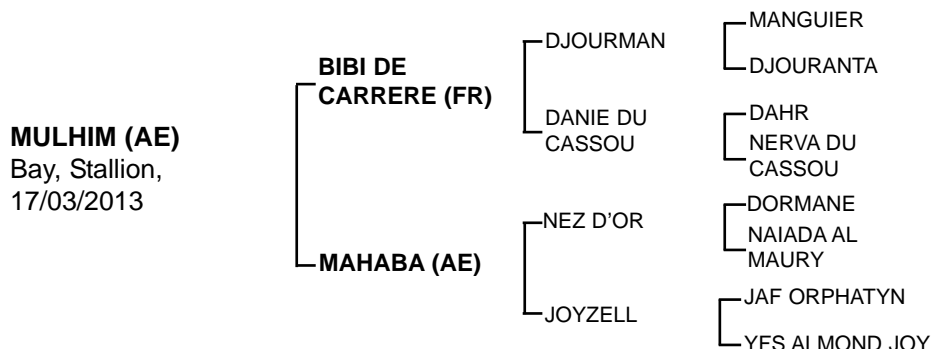 MULHIM (AE)
Bay, Stallion,
17/03/2013
BIBI DE
CARRERE (FR)
MAHABA (AE)
DJOURMAN
DANIE DU
CASSOU
NEZ D'OR
JOYZELL
MANGUIER
DJOURANTA
DAHR
NERVA DU
CASSOU
DORMANE
NAIADA AL
MAURY
JAF ORPHATYN
YES ALMOND JOY